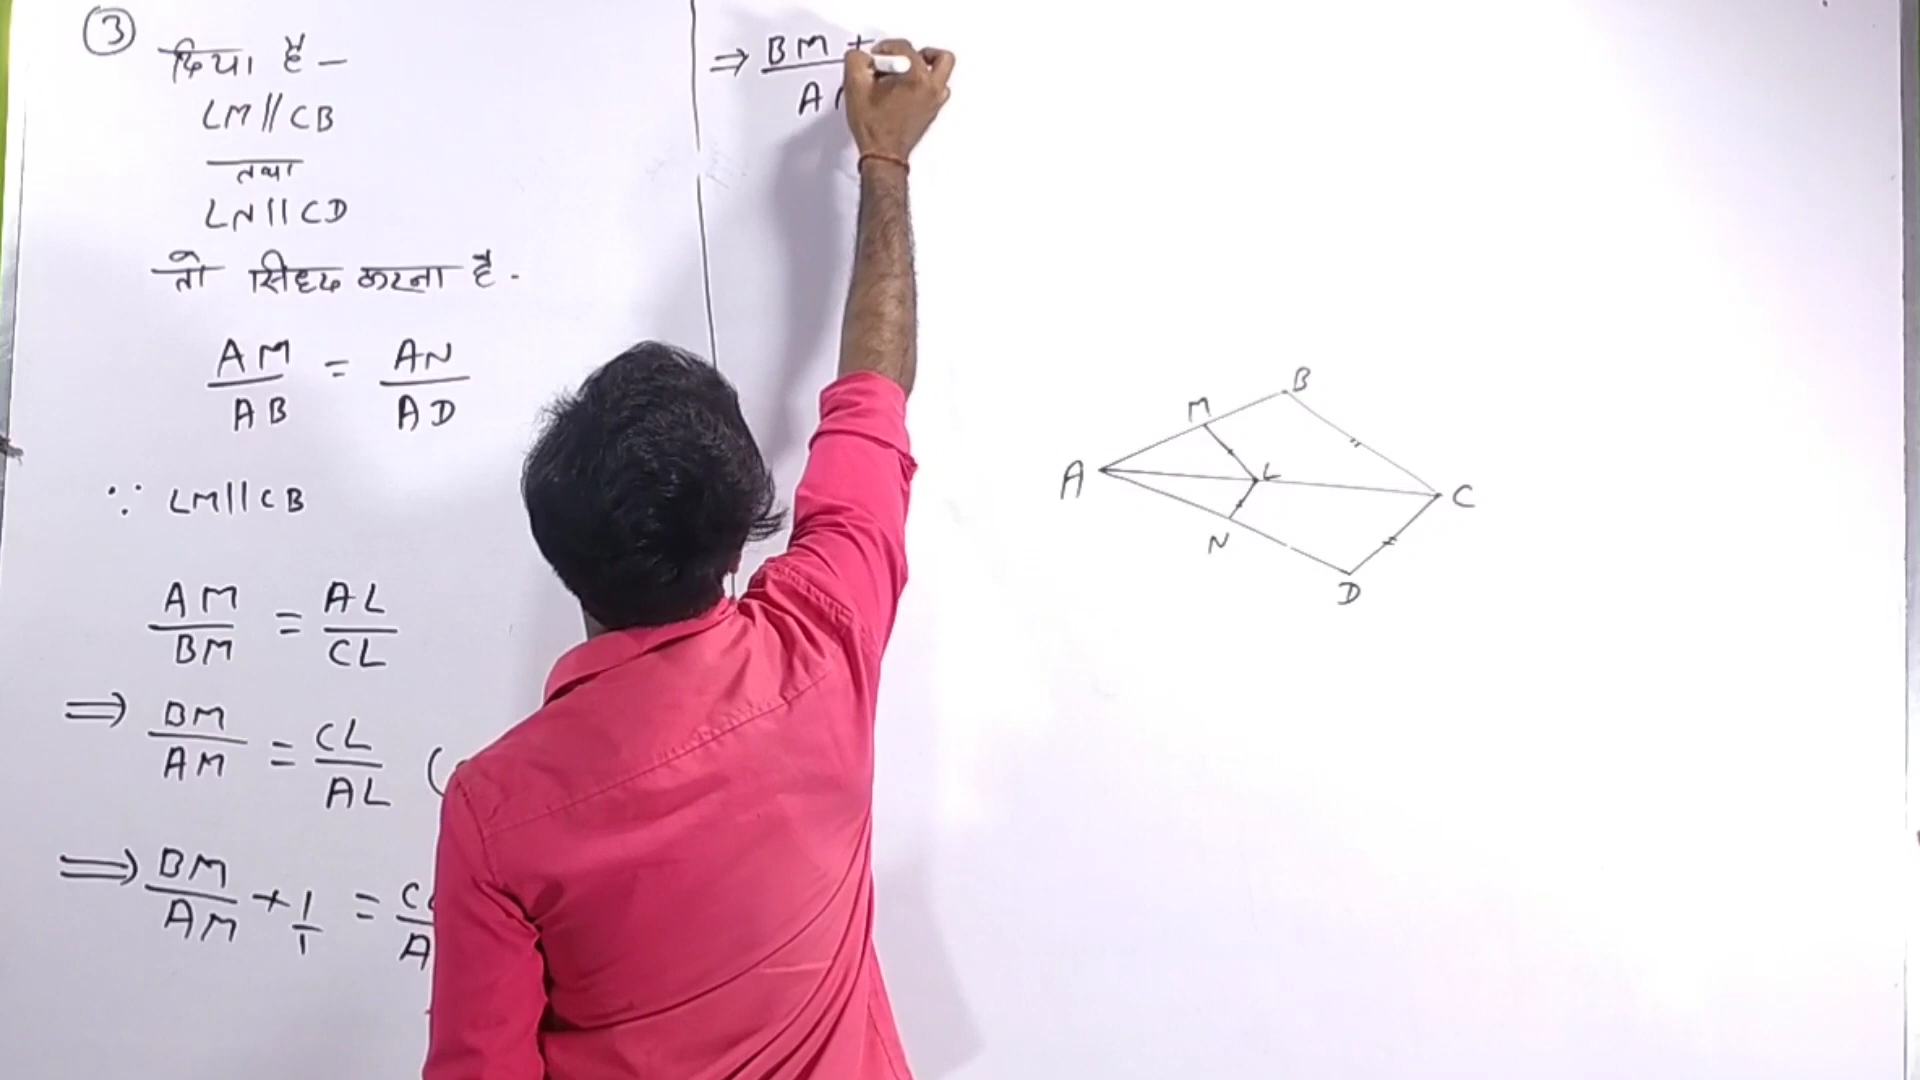 ③
दिया है –
LM || CB
तथा
LN || CD
तो सिद्ध करना है -
AM/AB = AN/AD
∵ LM || CB
AM/BM = AL/CL
⇒ BM/AM = CL/AL (
⇒ BM/AM + 1/1 =
⇒ BM +
A
B
M
A
L
C
N
D